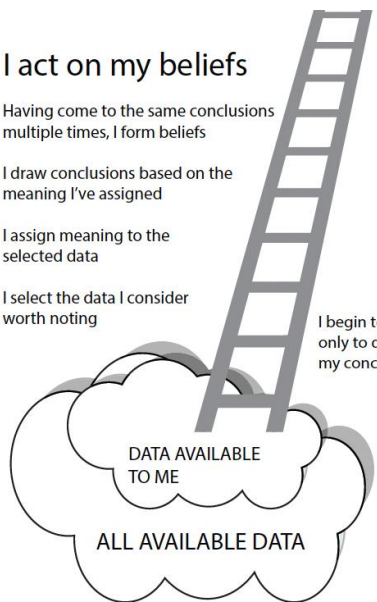 I act on my beliefs
Having come to the same conclusions
multiple times, I form beliefs
I draw conclusions based on the
meaning I've assigned
I assign meaning to the
selected data
I select the data I consider
worth noting
I begin
only to
my
DATA AVAILABLE
TO ME
ALL AVAILABLE DATA